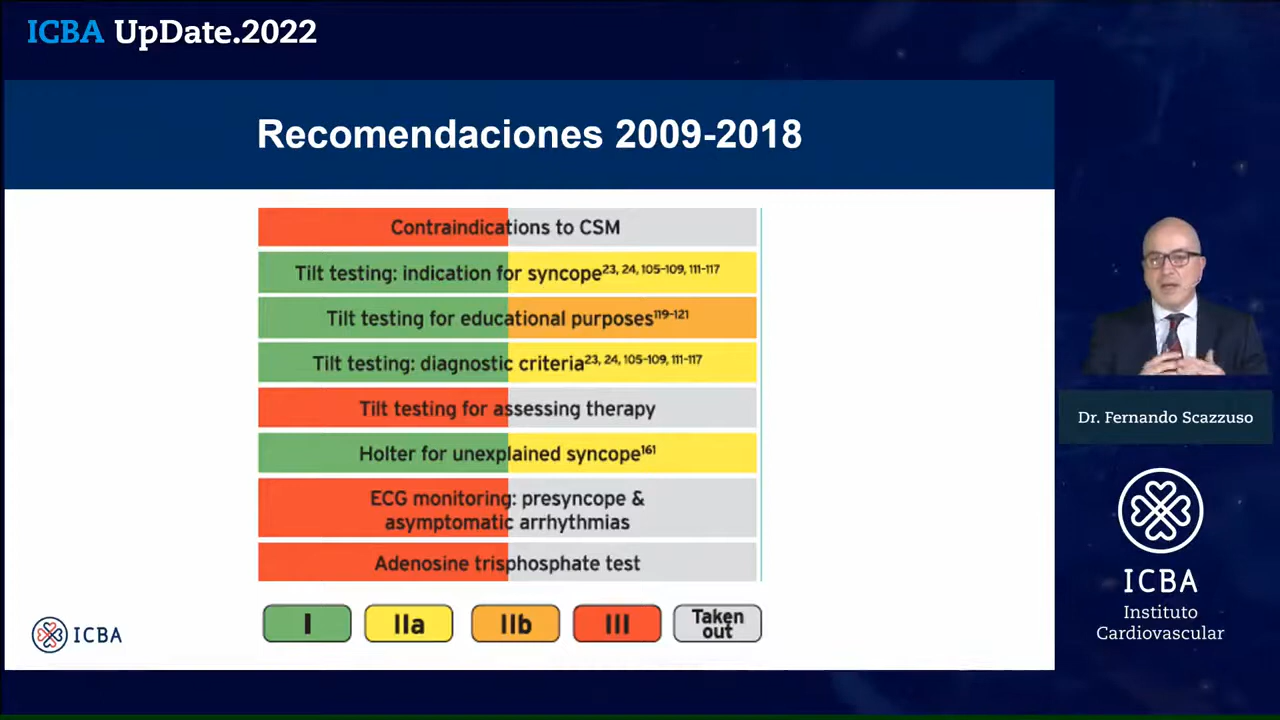 ICBA UpDate.2022
Recomendaciones 2009-2018
Contraindications to CSM
Tilt testing: indication for syncope23, 24, 105-109, 111-117
Tilt testing for educational purposes119-121
Tilt testing: diagnostic criteria23, 24, 105-109, 111-117
Tilt testing for assessing therapy
Holter for unexplained syncope161
ECG monitoring: presyncope &
asymptomatic arrhythmias
Adenosine trisphosphate test
I
IIa
IIb
III
Taken
out
ICBA
Dr. Fernando Scazzuso
ICBA
Instituto
Cardiovascular